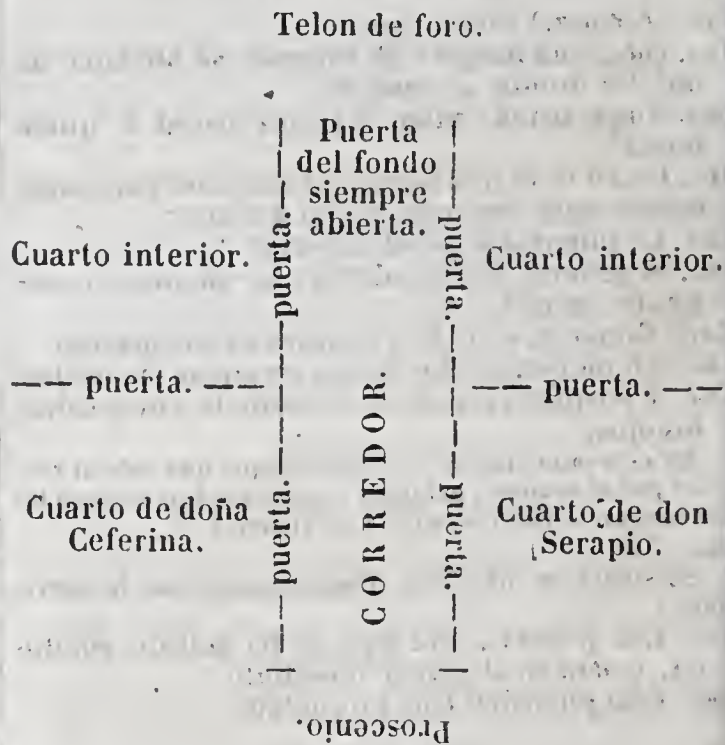 Telon de foro.
Puerta
del fondo
siempre
abierta.
puerta.
puerta.
Cuarto interior.
Cuarto interior.
puerta.
puerta.
CORREDOR.
Cuarto de doña
Ceferina.
puerta.
puerta.
Cuarto de don
Serapio.
Proscenio.